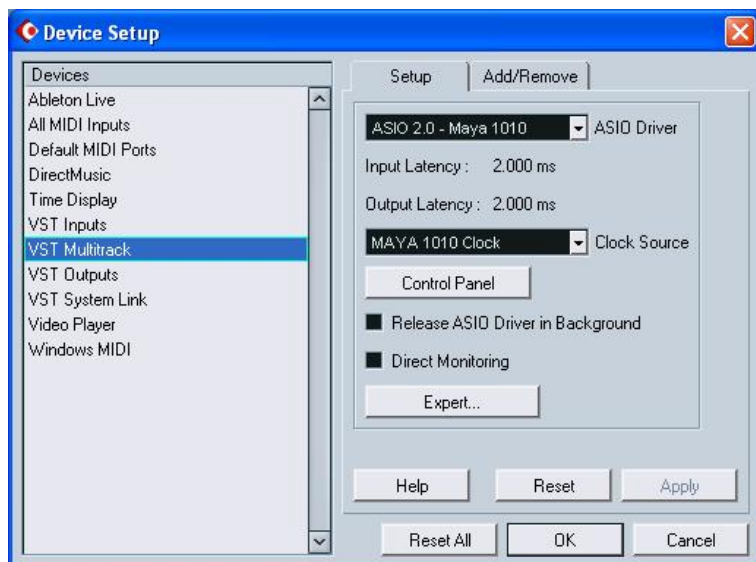 Device Setup
Devices
Ableton Live
All MIDI Inputs
Default MIDI Ports
DirectMusic
Time Display
VST Inputs
VST Multitrack
VST Outputs
VST System Link
Video Player
Windows MIDI
Setup
Add/Remove
ASIO 2.0 - Maya 1010 ASIO Driver
Input Latency : 2.000 ms
Output Latency : 2.000 ms
MAYA 1010 Clock Clock Source
Control Panel
Release ASIO Driver in Background
Direct Monitoring
Expert...
Help Reset Apply
Reset All OK Cancel